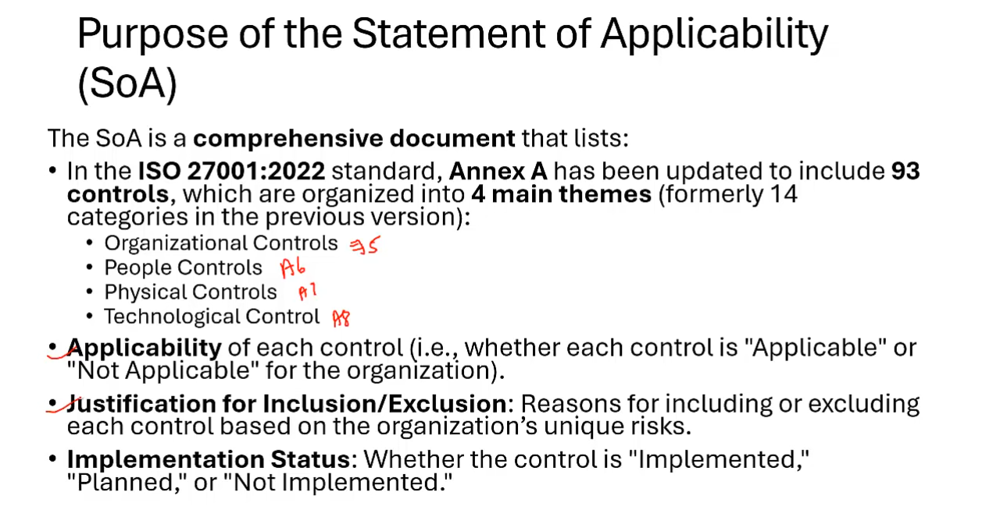 Purpose of the Statement of Applicability
(SoA)
The SoA is a comprehensive document that lists:
• In the ISO 27001:2022 standard, Annex A has been updated to include 93
controls, which are organized into 4 main themes (formerly 14
categories in the previous version):
• Organizational Controls
• People Controls A6
• Physical Controls A7
• Technological Control A8
• Applicability of each control (i.e., whether each control is "Applicable" or
"Not Applicable" for the organization).
• Justification for Inclusion/Exclusion: Reasons for including or excluding
each control based on the organization’s unique risks.
• Implementation Status: Whether the control is "Implemented,"
"Planned," or "Not Implemented."